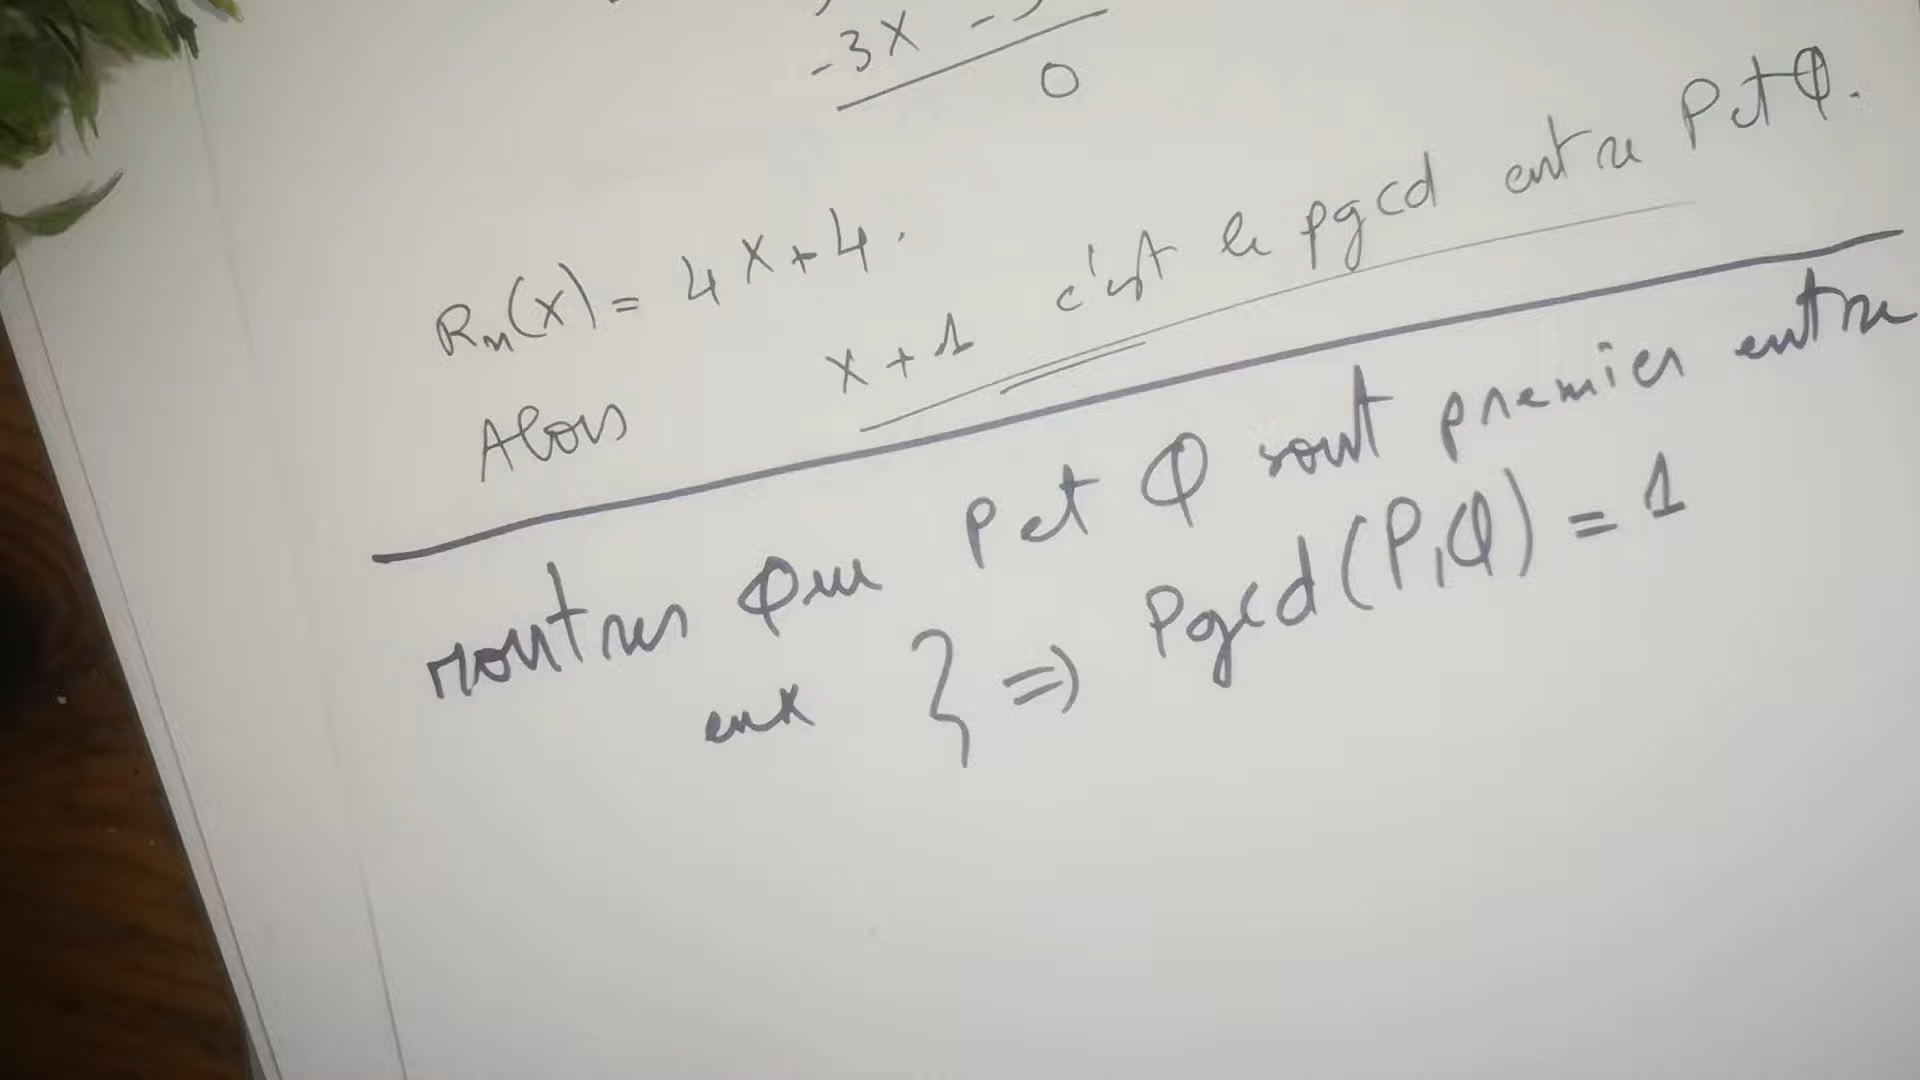 -3X -
0
Rn(X) = 4X+4.
Alors X+1 c'est le pgcd entre P et Q.
montrer Que P et Q sont premier entre
eux } => Pgcd(P,Q) = 1